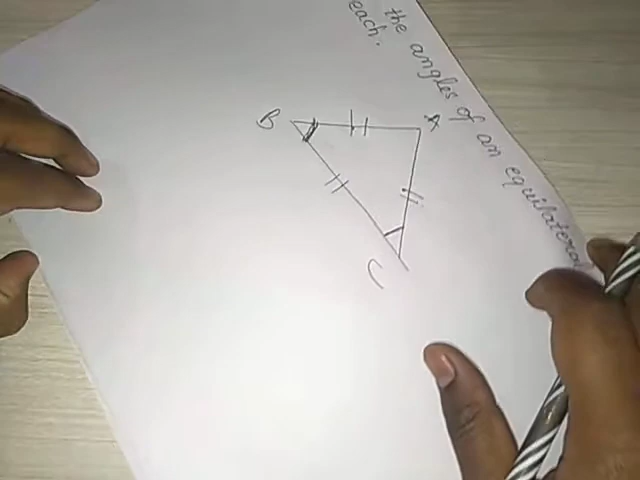 the angles of an equilateral
each.
A
B
C